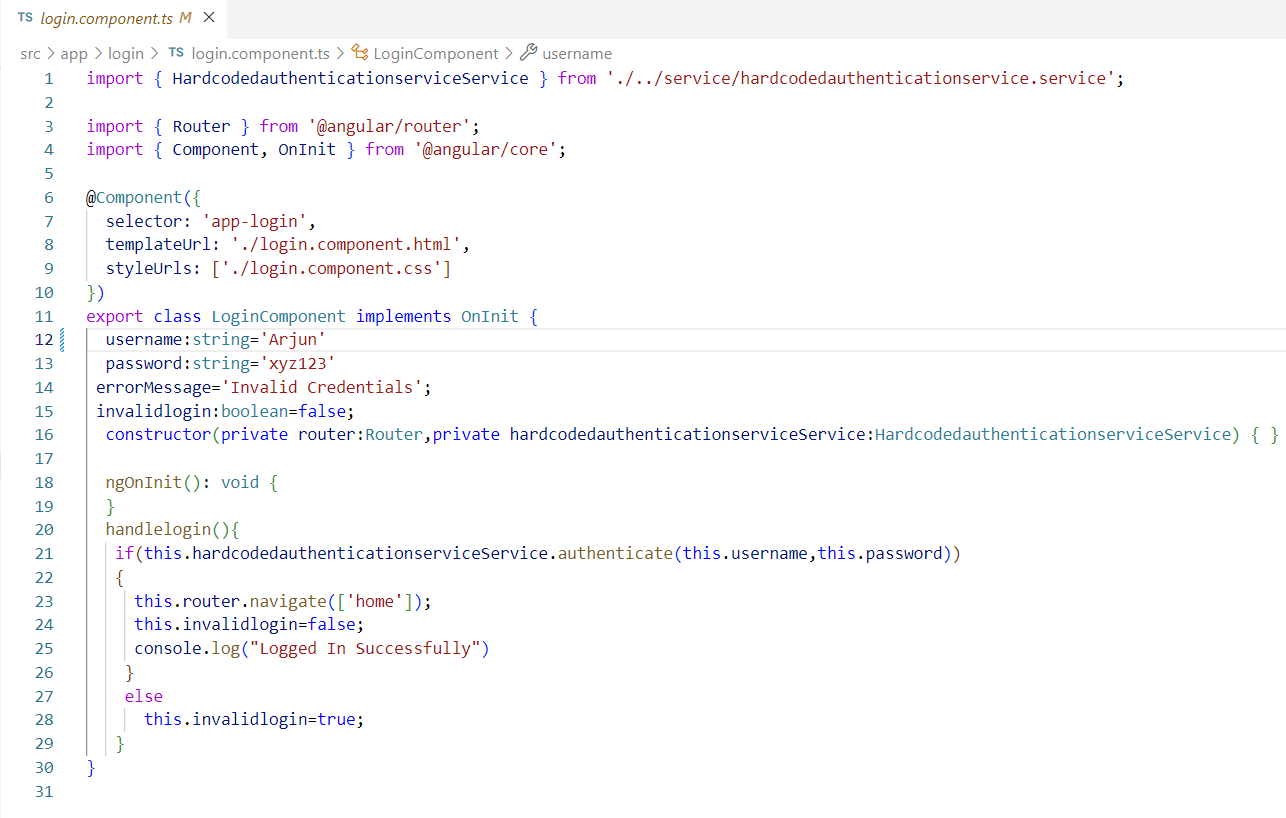 TS login.component.ts M ×
src > app > login > TS login.component.ts > LoginComponent > username
1 import { HardcodedauthenticationserviceService } from './../service/hardcodedauthenticationservice.service';
2
3 import { Router } from '@angular/router';
4 import { Component, OnInit } from '@angular/core';
5
6 @Component({
7   selector: 'app-login',
8   templateUrl: './login.component.html',
9   styleUrls: ['./login.component.css']
10 })
11 export class LoginComponent implements OnInit {
12   username:string='Arjun'
13   password:string='xyz123'
14  errorMessage='Invalid Credentials';
15  invalidlogin:boolean=false;
16   constructor(private router:Router,private hardcodedauthenticationserviceService:HardcodedauthenticationserviceService) { }
17
18   ngOnInit(): void {
19   }
20   handlelogin(){
21    if(this.hardcodedauthenticationserviceService.authenticate(this.username,this.password))
22    {
23      this.router.navigate(['home']);
24      this.invalidlogin=false;
25      console.log("Logged In Successfully")
26     }
27     else
28       this.invalidlogin=true;
29    }
30 }
31